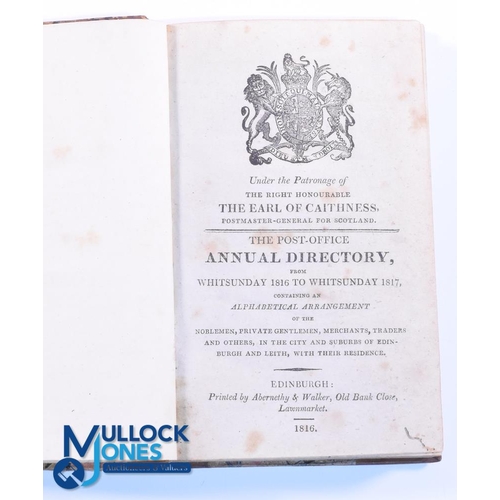 Under the Patronage of
THE RIGHT HONOURABLE
THE EARL OF CAITHNESS,
POSTMASTER-GENERAL FOR SCOTLAND.
THE POST-OFFICE
ANNUAL DIRECTORY,
FROM
WHITSUNDAY 1816 TO WHITSUNDAY 1817,
CONTAINING AN
ALPHABETICAL ARRANGEMENT
OF THE
NOBLEMEN, PRIVATE GENTLEMEN, MERCHANTS, TRADERS
AND OTHERS, IN THE CITY AND SUBURBS OF EDIN-
BURGH AND LEITH, WITH THEIR RESIDENCE.
EDINBURGH:
Printed by Abernethy & Walker, Old Bank Close,
Lawnmarket.
1816.
MULLOCK
JONES
Auctioneers & Valuers